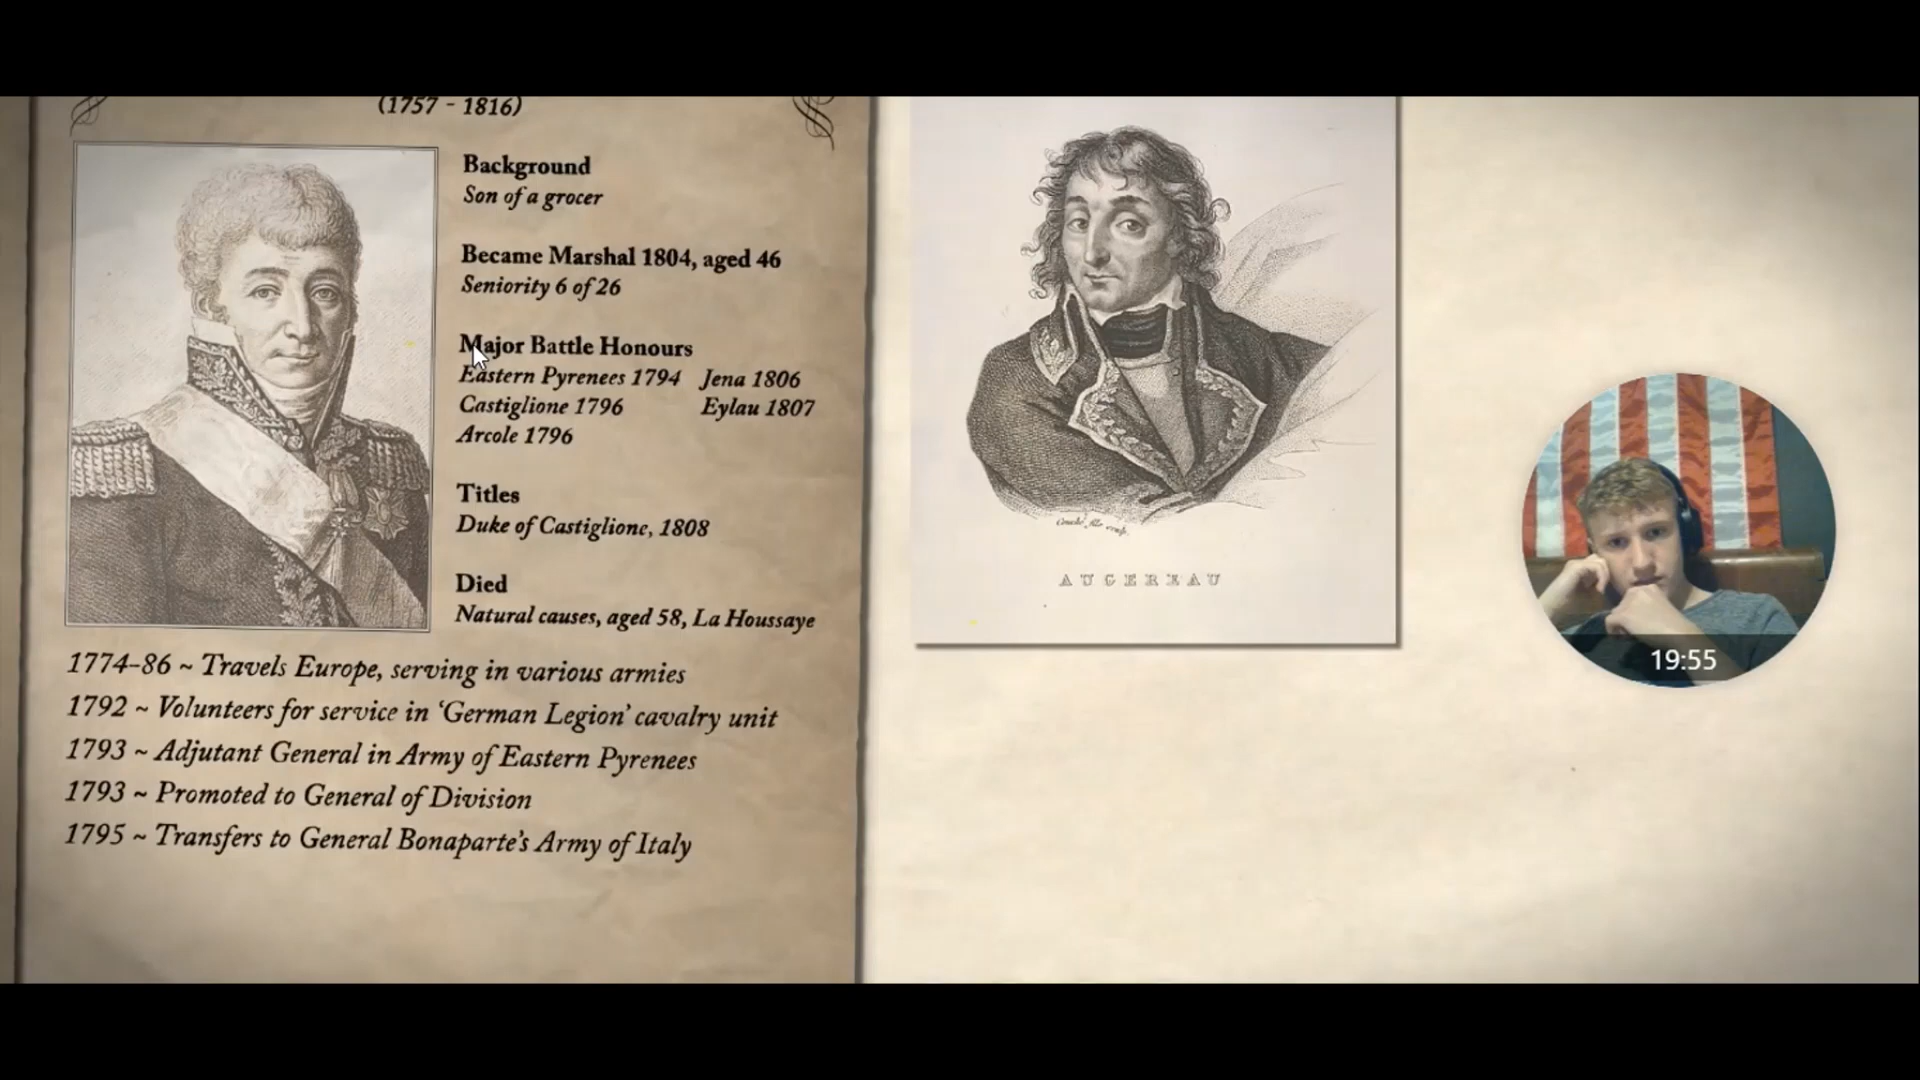 (1757 - 1816)
Background
Son of a grocer
Became Marshal 1804, aged 46
Seniority 6 of 26
Major Battle Honours
Eastern Pyrenees 1794 Jena 1806
Castiglione 1796 Eylau 1807
Arcole 1796
Titles
Duke of Castiglione, 1808
Died
Natural causes, aged 58, La Houssaye
1774-86 ~ Travels Europe, serving in various armies
1792 ~ Volunteers for service in ‘German Legion’ cavalry unit
1793 ~ Adjutant General in Army of Eastern Pyrenees
1793 ~ Promoted to General of Division
1795 ~ Transfers to General Bonaparte’s Army of Italy
AUGEREAU
19:55